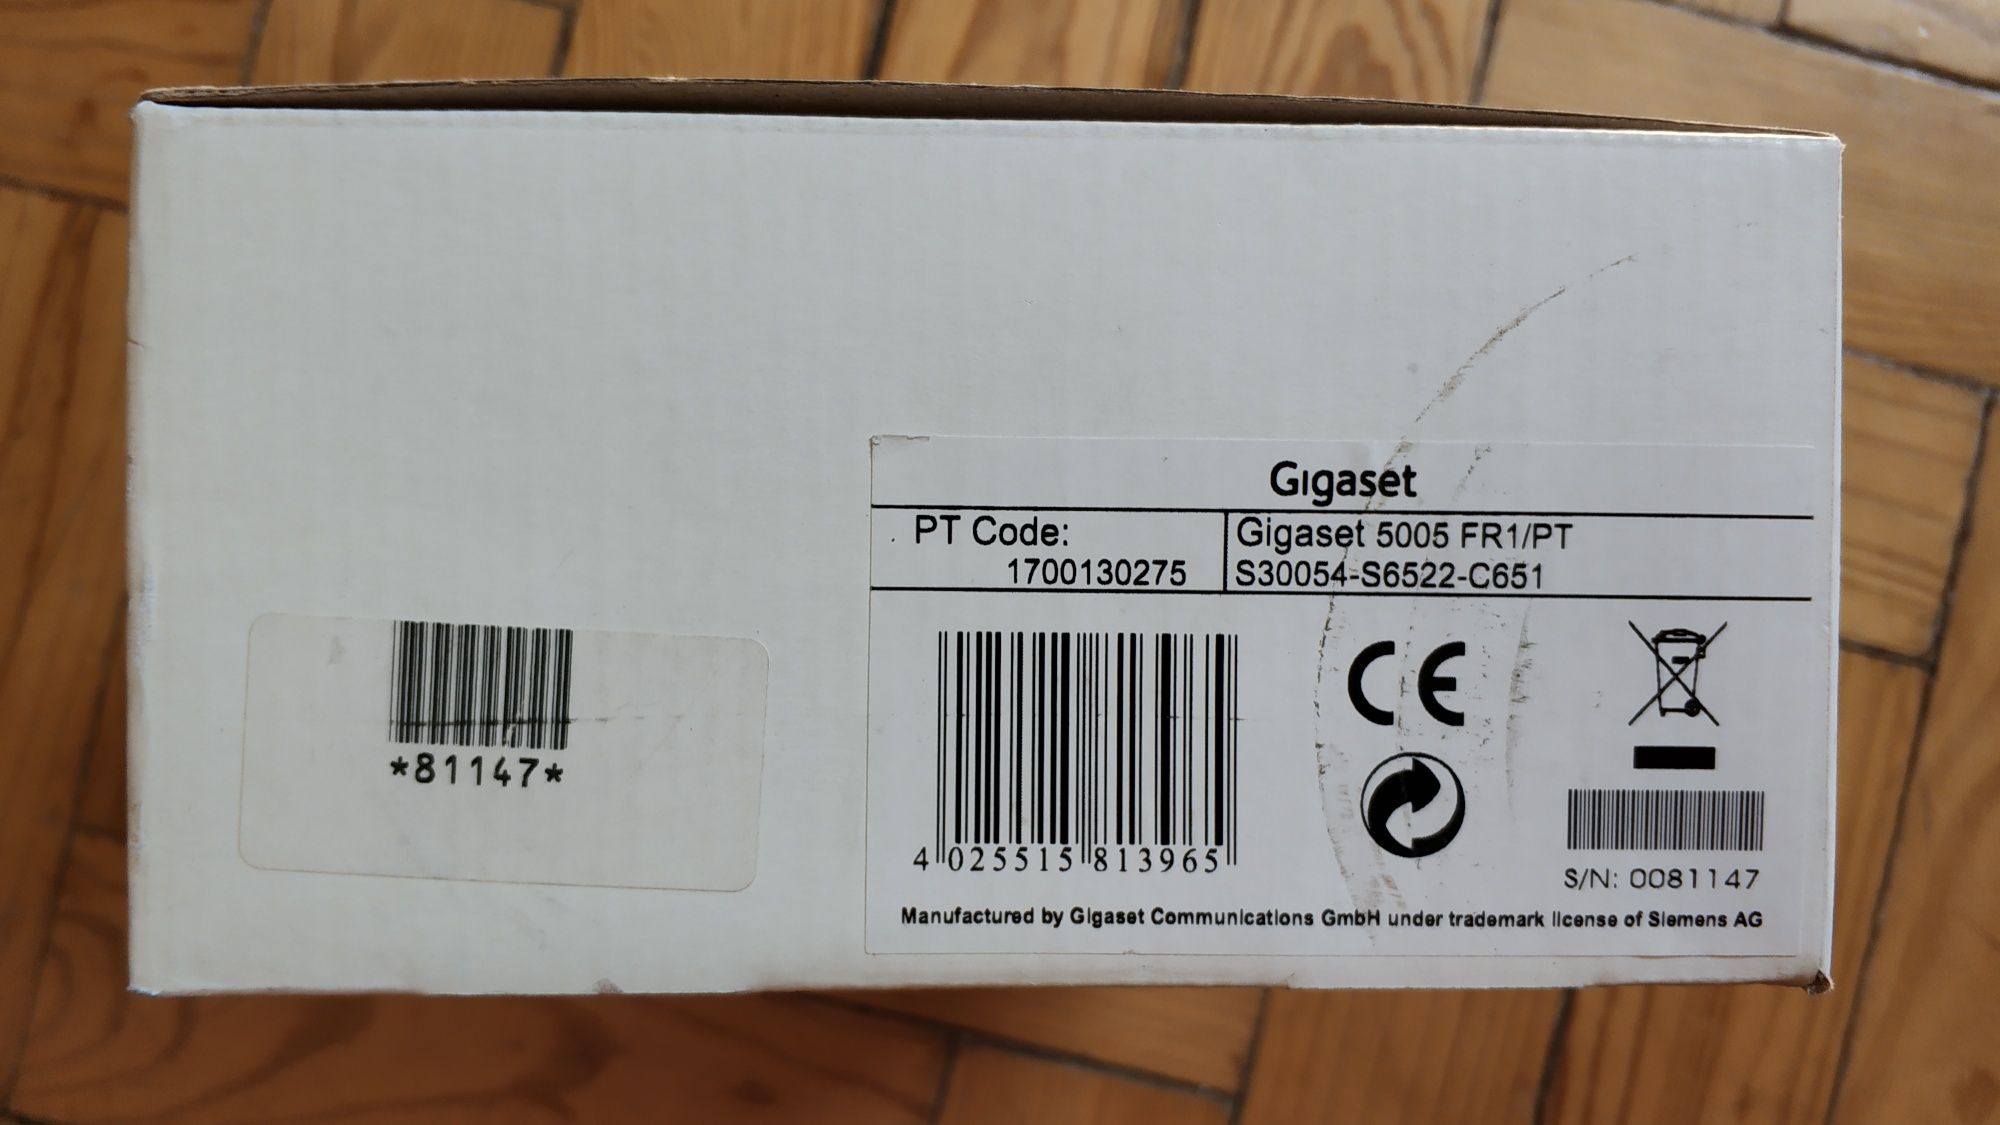 Gigaset
PT Code:
1700130275
Gigaset 5005 FR1/PT
S30054-S6522-C651
*81147*
4 025515 813965
CE
S/N: 0081147
Manufactured by Gigaset Communications GmbH under trademark license of Siemens AG